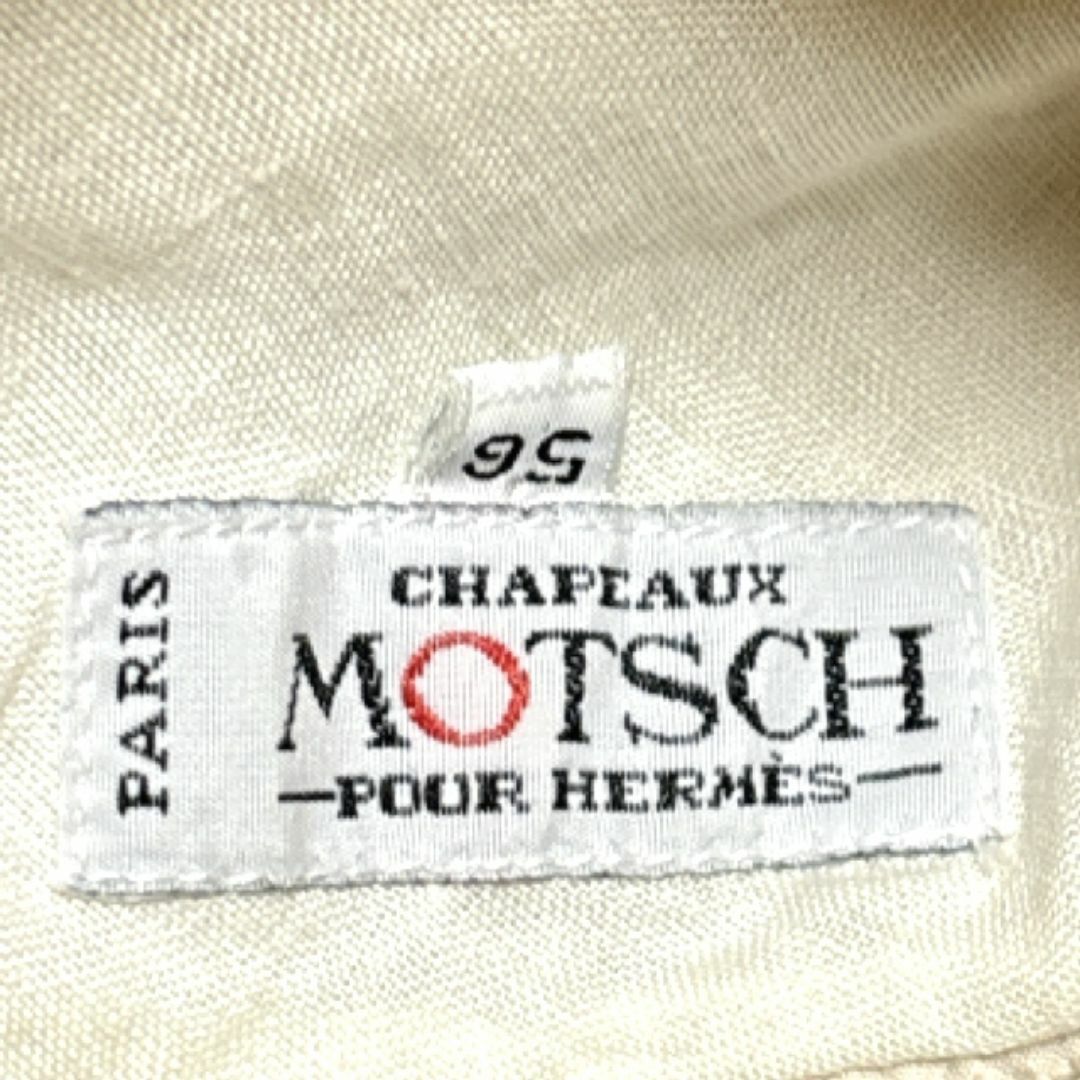 56
PARIS
CHAPEAUX
MOTSCH
—POUR HERMÈS—